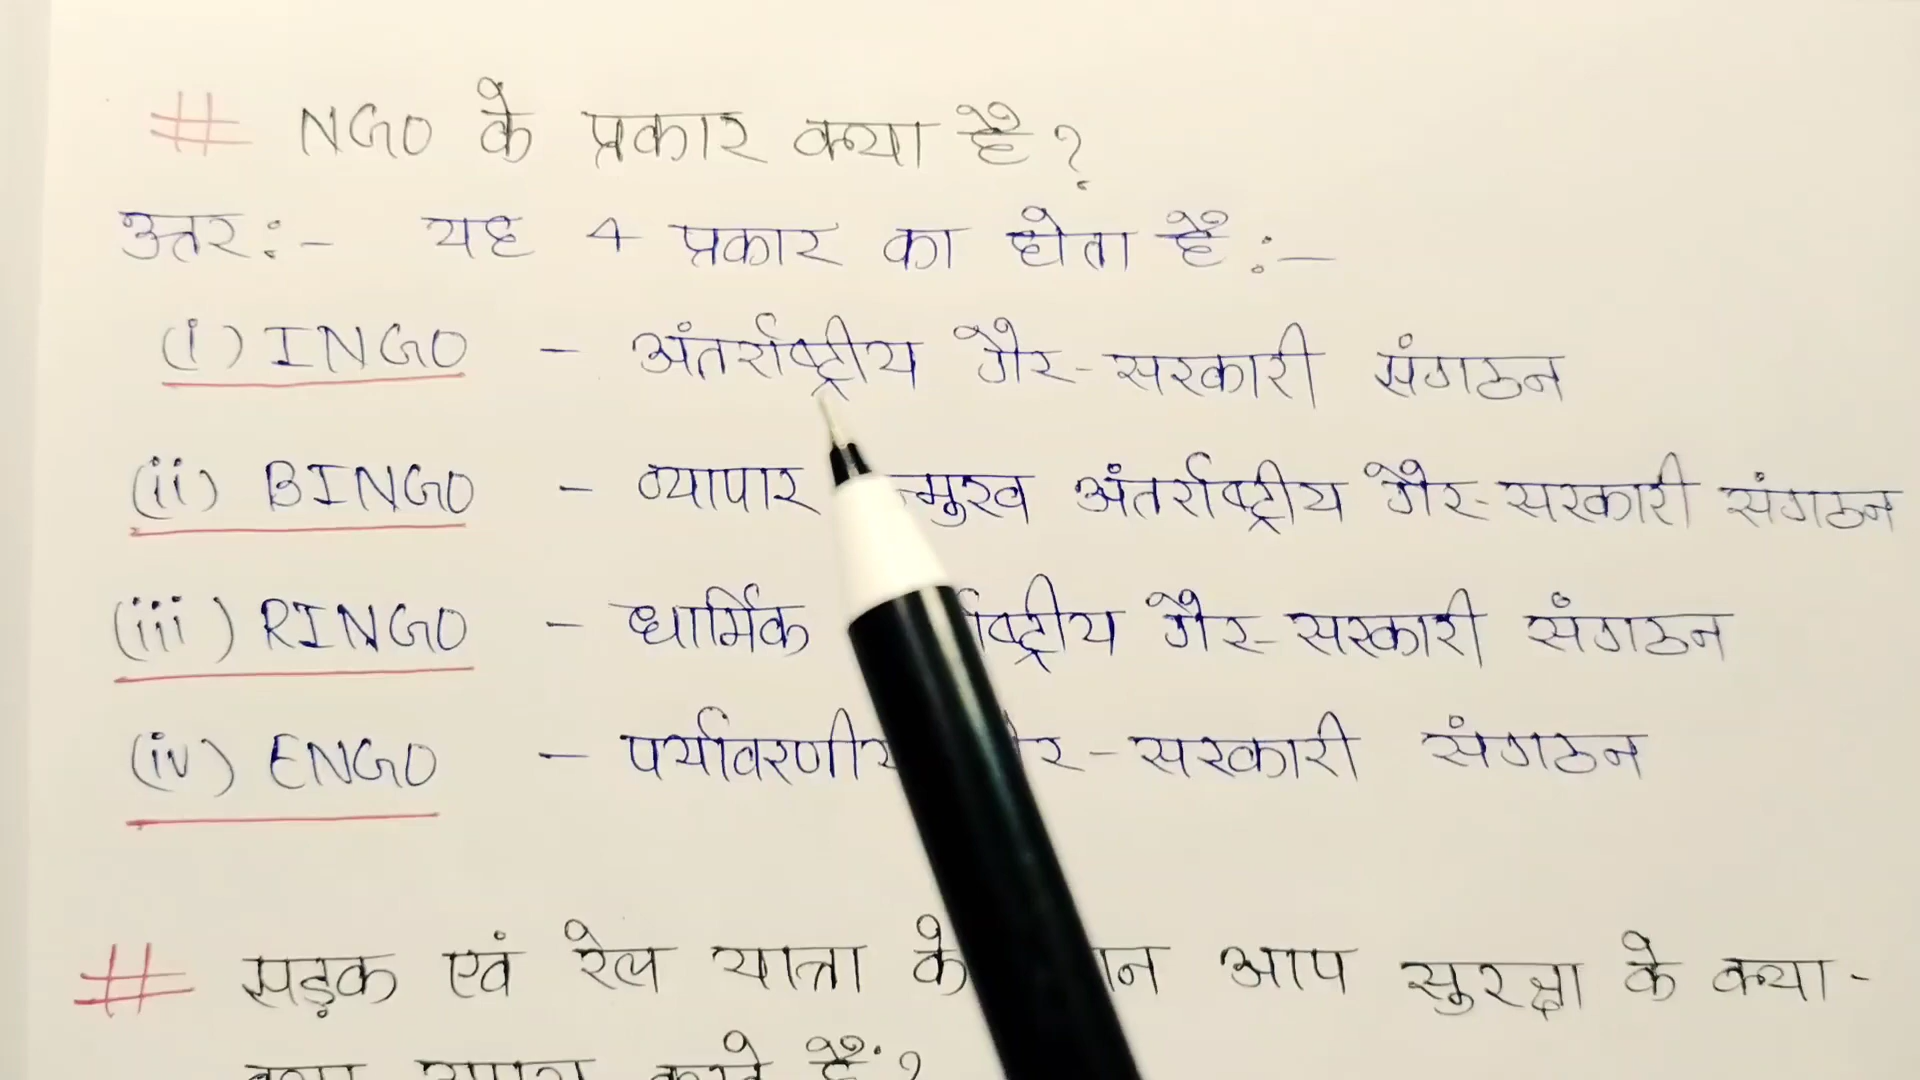 # NGO के प्रकार क्या है ?
उत्तर :- यह 4 प्रकार का होता है :-
(i) INGO - अंतर्राष्ट्रीय गैर-सरकारी संगठन
(ii) BINGO - व्यापार अंतर्राष्ट्रीय गैर-सरकारी संगठन
(iii) RINGO - धार्मिक गैर-सरकारी संगठन
(iv) ENGO - पर्यावरणीय सरकारी संगठन
# सड़क एवं रेल यात्रा के आप सुरक्षा के क्या -
करते हैं ?